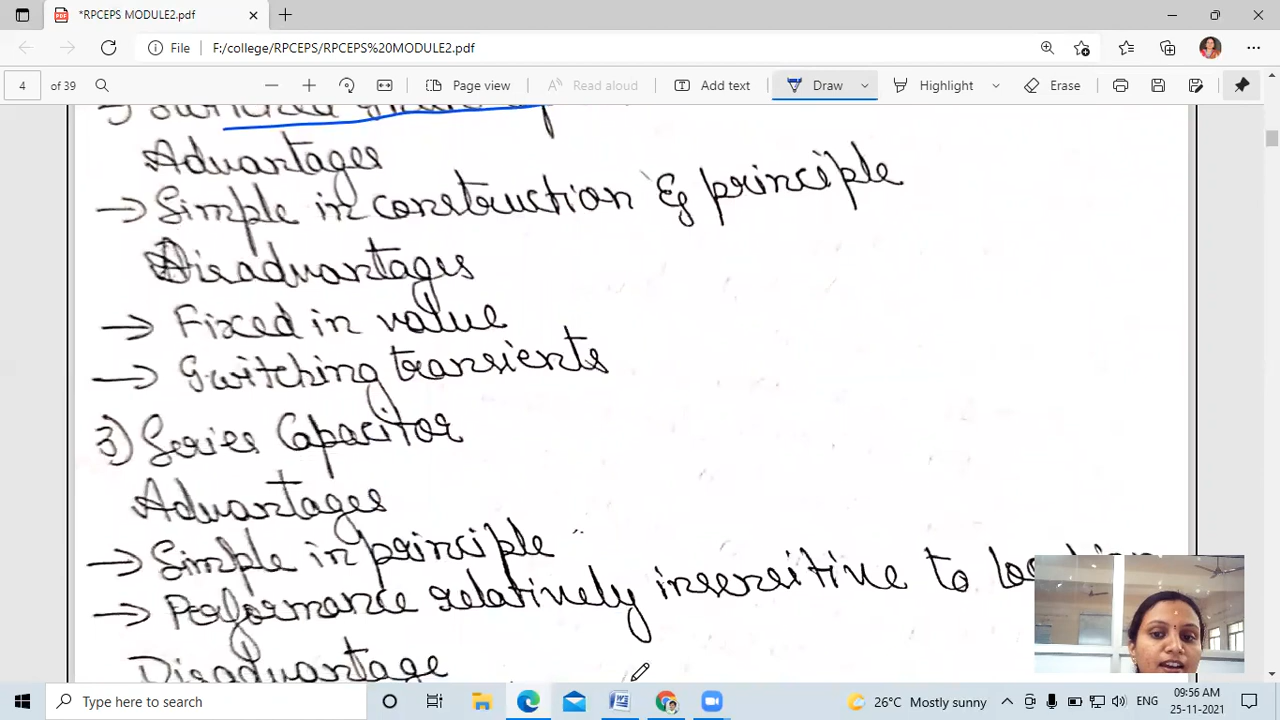 *RPCEPS MODULE2.pdf
File F:/college/RPCEPS/RPCEPS%20MODULE2.pdf
4 of 39 Page view Read aloud Add text Draw Highlight Erase
Advantages
→ Simple in construction & principle
Disadvantages
→ Fixed in value
→ Switching transients
3) Series Capacitor
Advantages
→ Simple in principle
→ Performance relatively insensitive to
Disadvantage
Type here to search
26°C Mostly sunny ENG 09:56 AM
25-11-2021